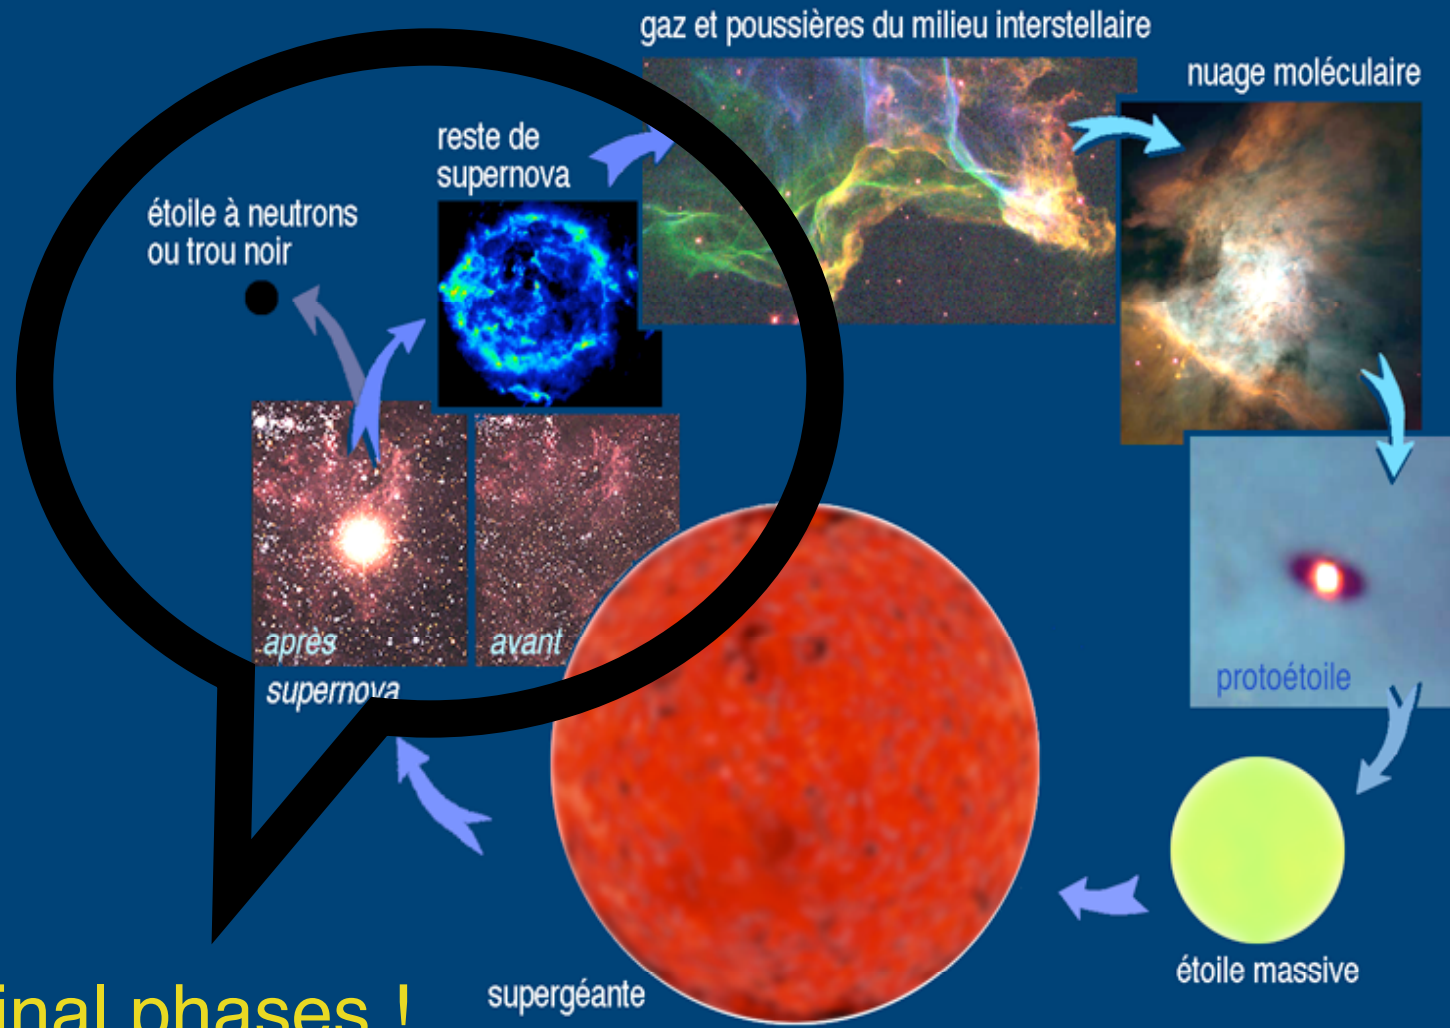 gaz et poussières du milieu interstellaire
nuage moléculaire
reste de
supernova
étoile à neutrons
ou trou noir
après
avant
supernova
protoétoile
étoile massive
supergéante
phases !